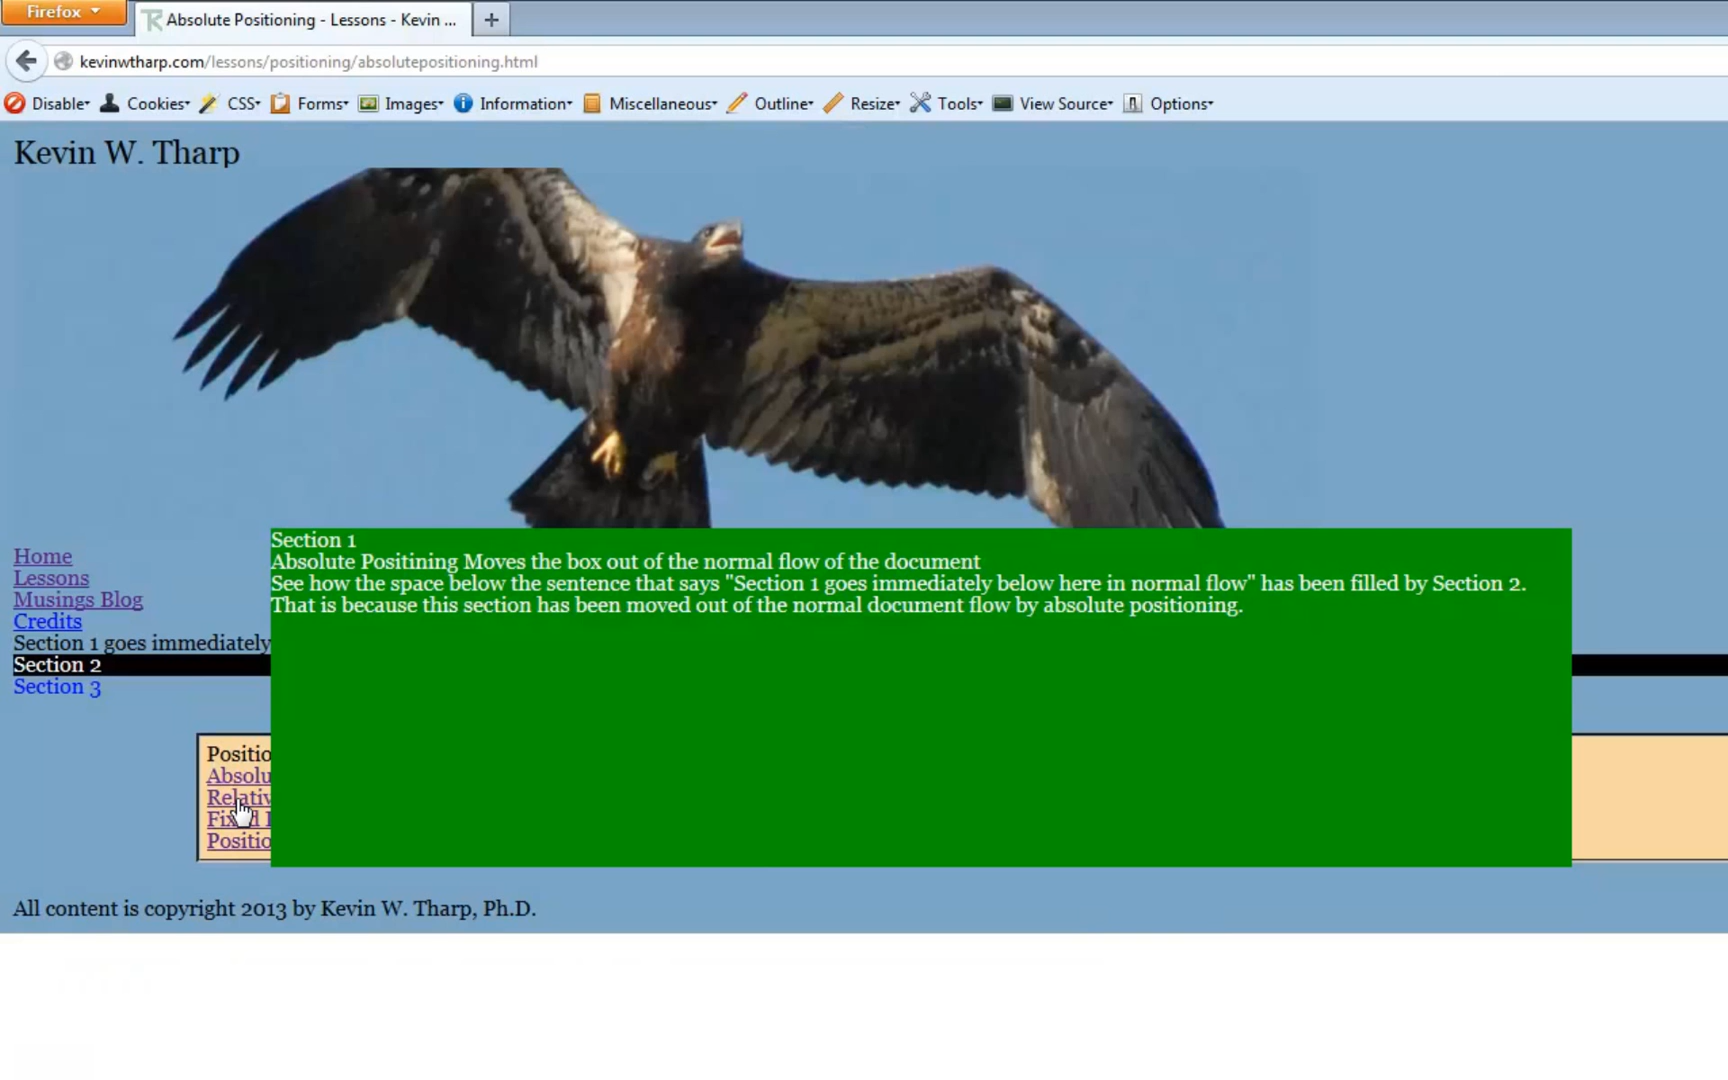 Firefox
Absolute Positioning - Lessons - Kevin ...
kevinwtharp.com/lessons/positioning/absolutepositioning.html
Disable Cookies CSS Forms Images Information Miscellaneous Outline Resize Tools View Source Options
Kevin W. Tharp
Home
Lessons
Musings Blog
Credits
Section 1 goes immediately
Section 2
Section 3
Section 1
Absolute Positining Moves the box out of the normal flow of the document
See how the space below the sentence that says "Section 1 goes immediately below here in normal flow" has been filled by Section 2.
That is because this section has been moved out of the normal document flow by absolute positioning.
Positio
Absolu
Relativ
Fixed
Positio
All content is copyright 2013 by Kevin W. Tharp, Ph.D.